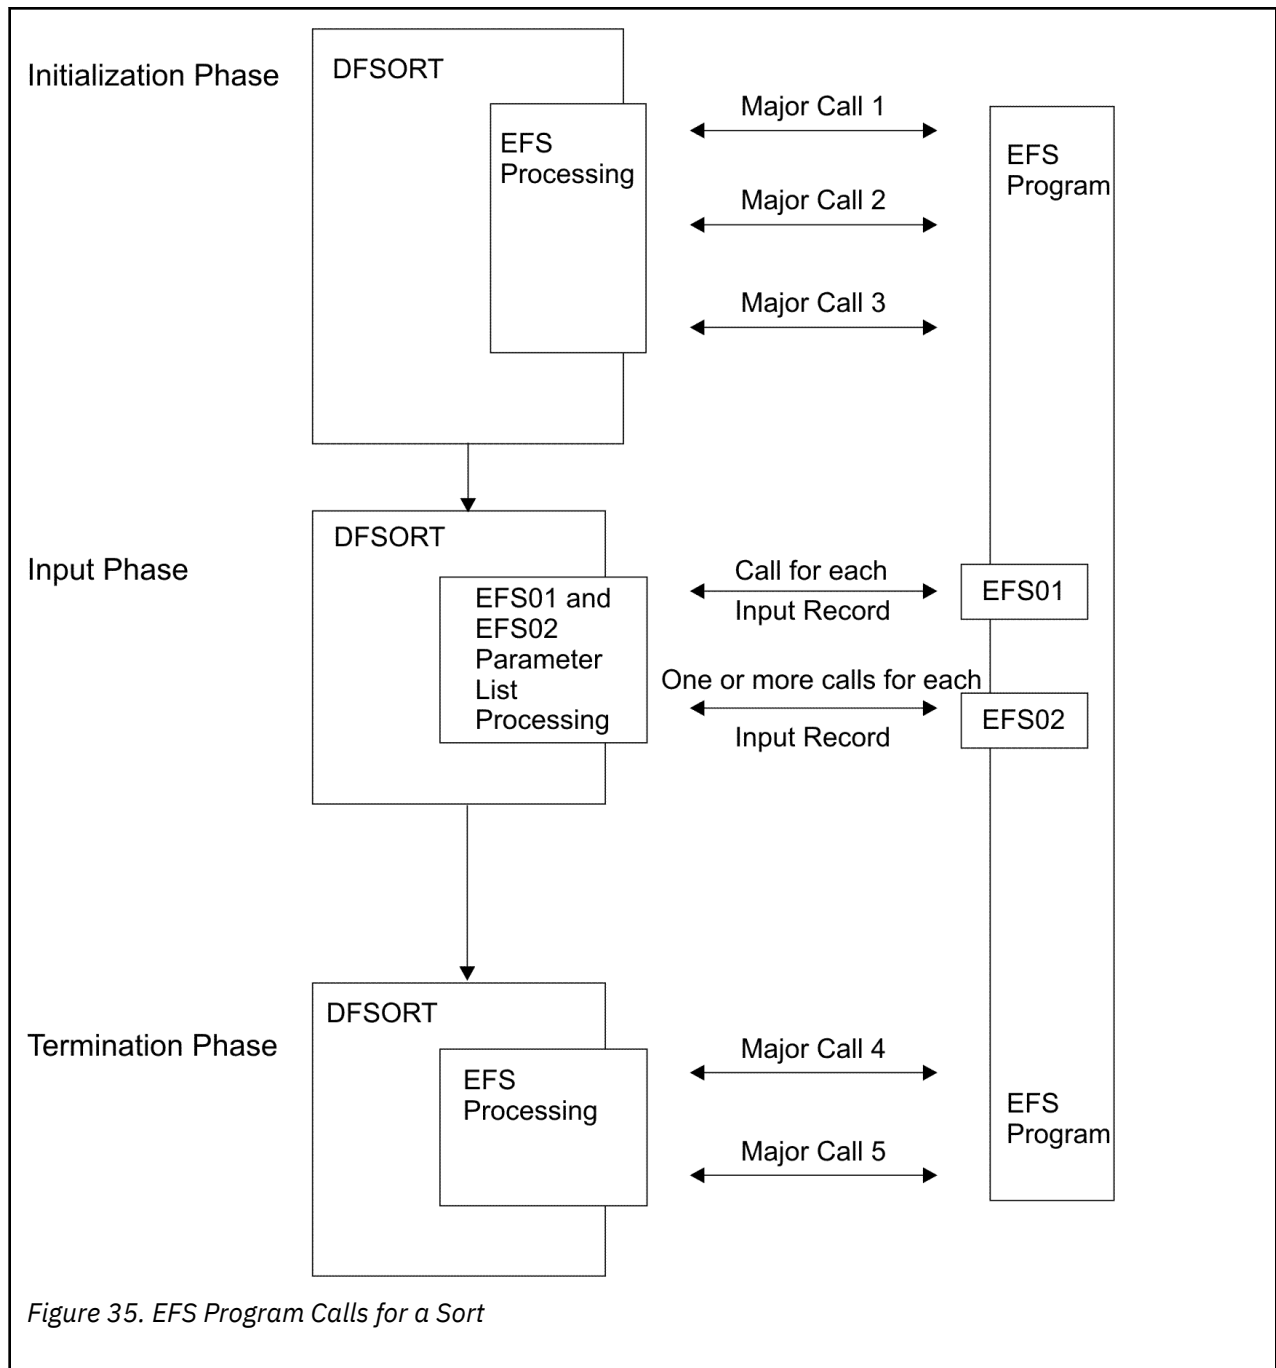 Initialization Phase
DFSORT
EFS
Processing
Major Call 1
Major Call 2
Major Call 3
EFS
Program
Input Phase
DFSORT
EFS01 and
EFS02
Parameter
List
Processing
Call for each
Input Record
EFS01
One or more calls for each
Input Record
EFS02
Termination Phase
DFSORT
EFS
Processing
Major Call 4
Major Call 5
EFS
Program
Figure 35. EFS Program Calls for a Sort